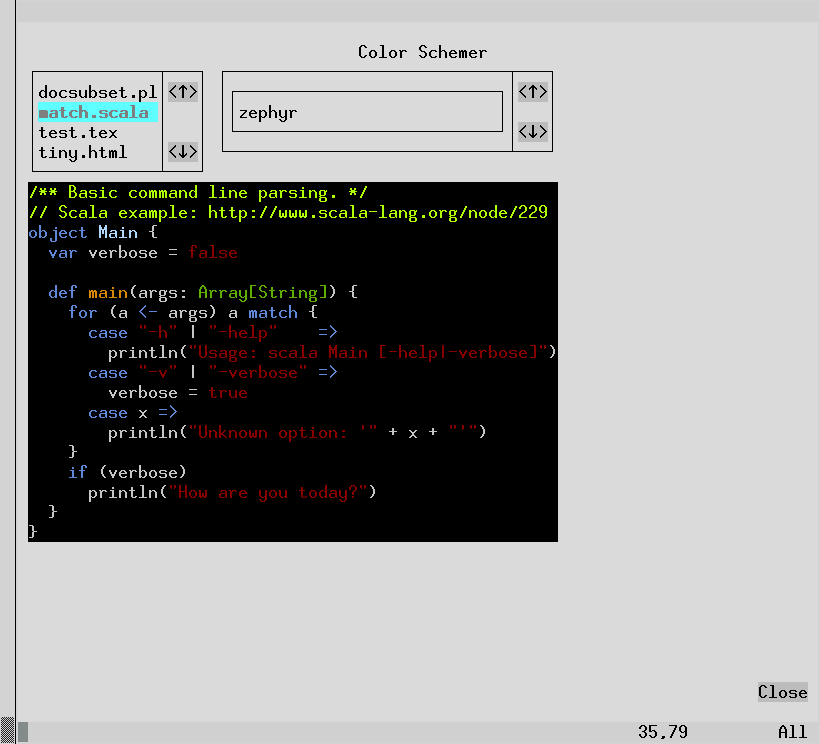 Color Schemer
docsubset.pl <↑>
match.scala
test.tex
tiny.html <↓>
zephyr
<↑>
<↓>
/** Basic command line parsing. */
// Scala example: http://www.scala-lang.org/node/229
object Main {
  var verbose = false

  def main(args: Array[String]) {
    for (a <- args) a match {
      case "-h" | "-help"    =>
        println("Usage: scala Main [-help|-verbose]")
      case "-v" | "-verbose" =>
        verbose = true
      case x =>
        println("Unknown option: '" + x + "'")
    }
    if (verbose)
      println("How are you today?")
  }
}
Close
35,79 All